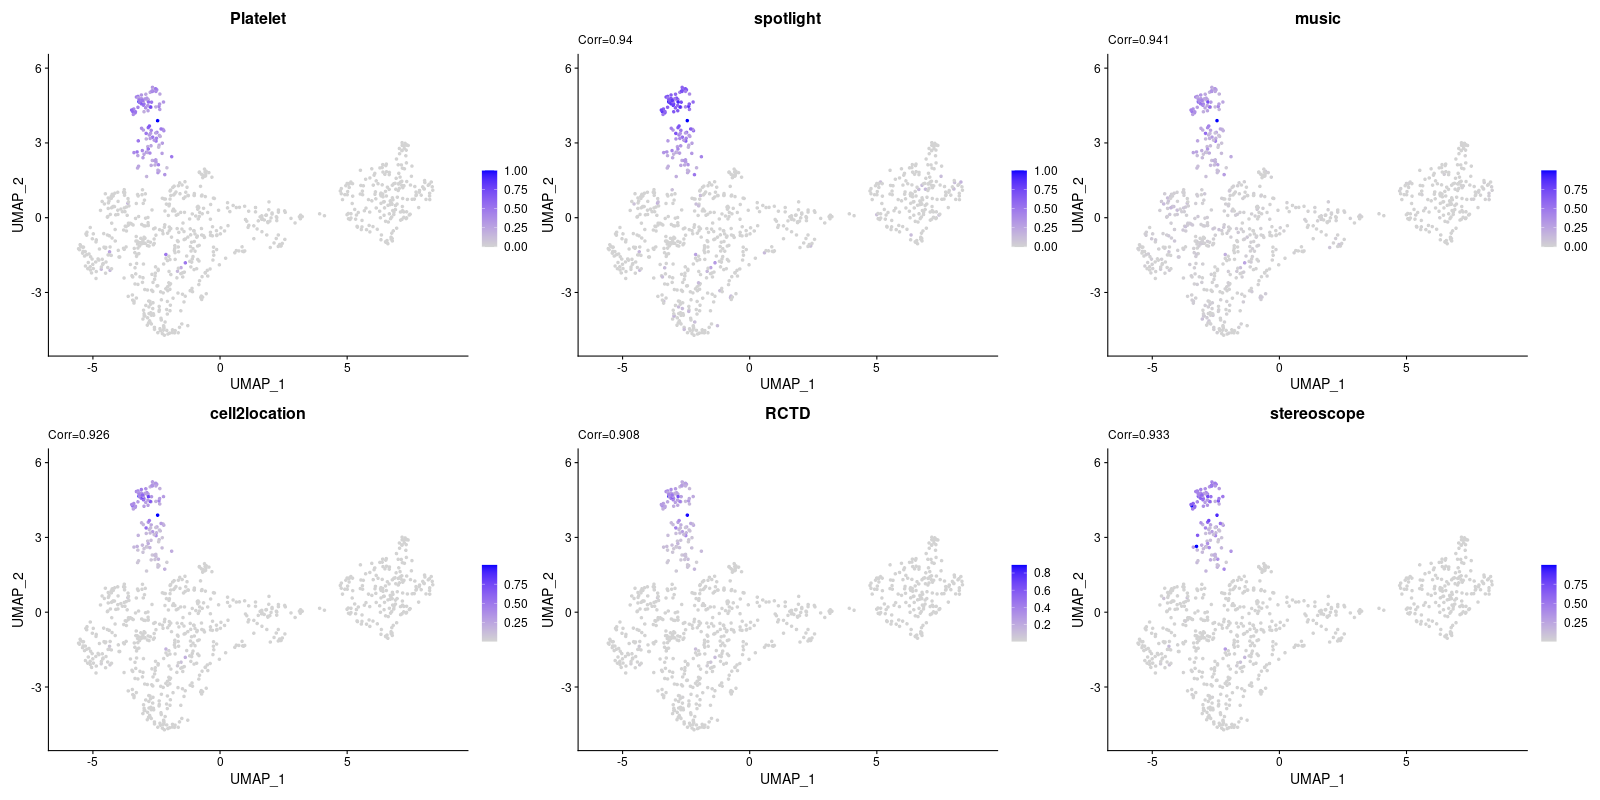 Platelet
6
3
0
-3
-5
0
5
UMAP_2
UMAP_1
1.00
0.75
0.50
0.25
0.00
spotlight
Corr=0.94
6
3
0
-3
-5
0
5
UMAP_2
UMAP_1
1.00
0.75
0.50
0.25
0.00
music
Corr=0.941
6
3
0
-3
-5
0
5
UMAP_2
UMAP_1
0.75
0.50
0.25
0.00
cell2location
Corr=0.926
6
3
0
-3
-5
0
5
UMAP_2
UMAP_1
0.75
0.50
0.25
RCTD
Corr=0.908
6
3
0
-3
-5
0
5
UMAP_2
UMAP_1
0.8
0.6
0.4
0.2
stereoscope
Corr=0.933
6
3
0
-3
-5
0
5
UMAP_2
UMAP_1
0.75
0.50
0.25